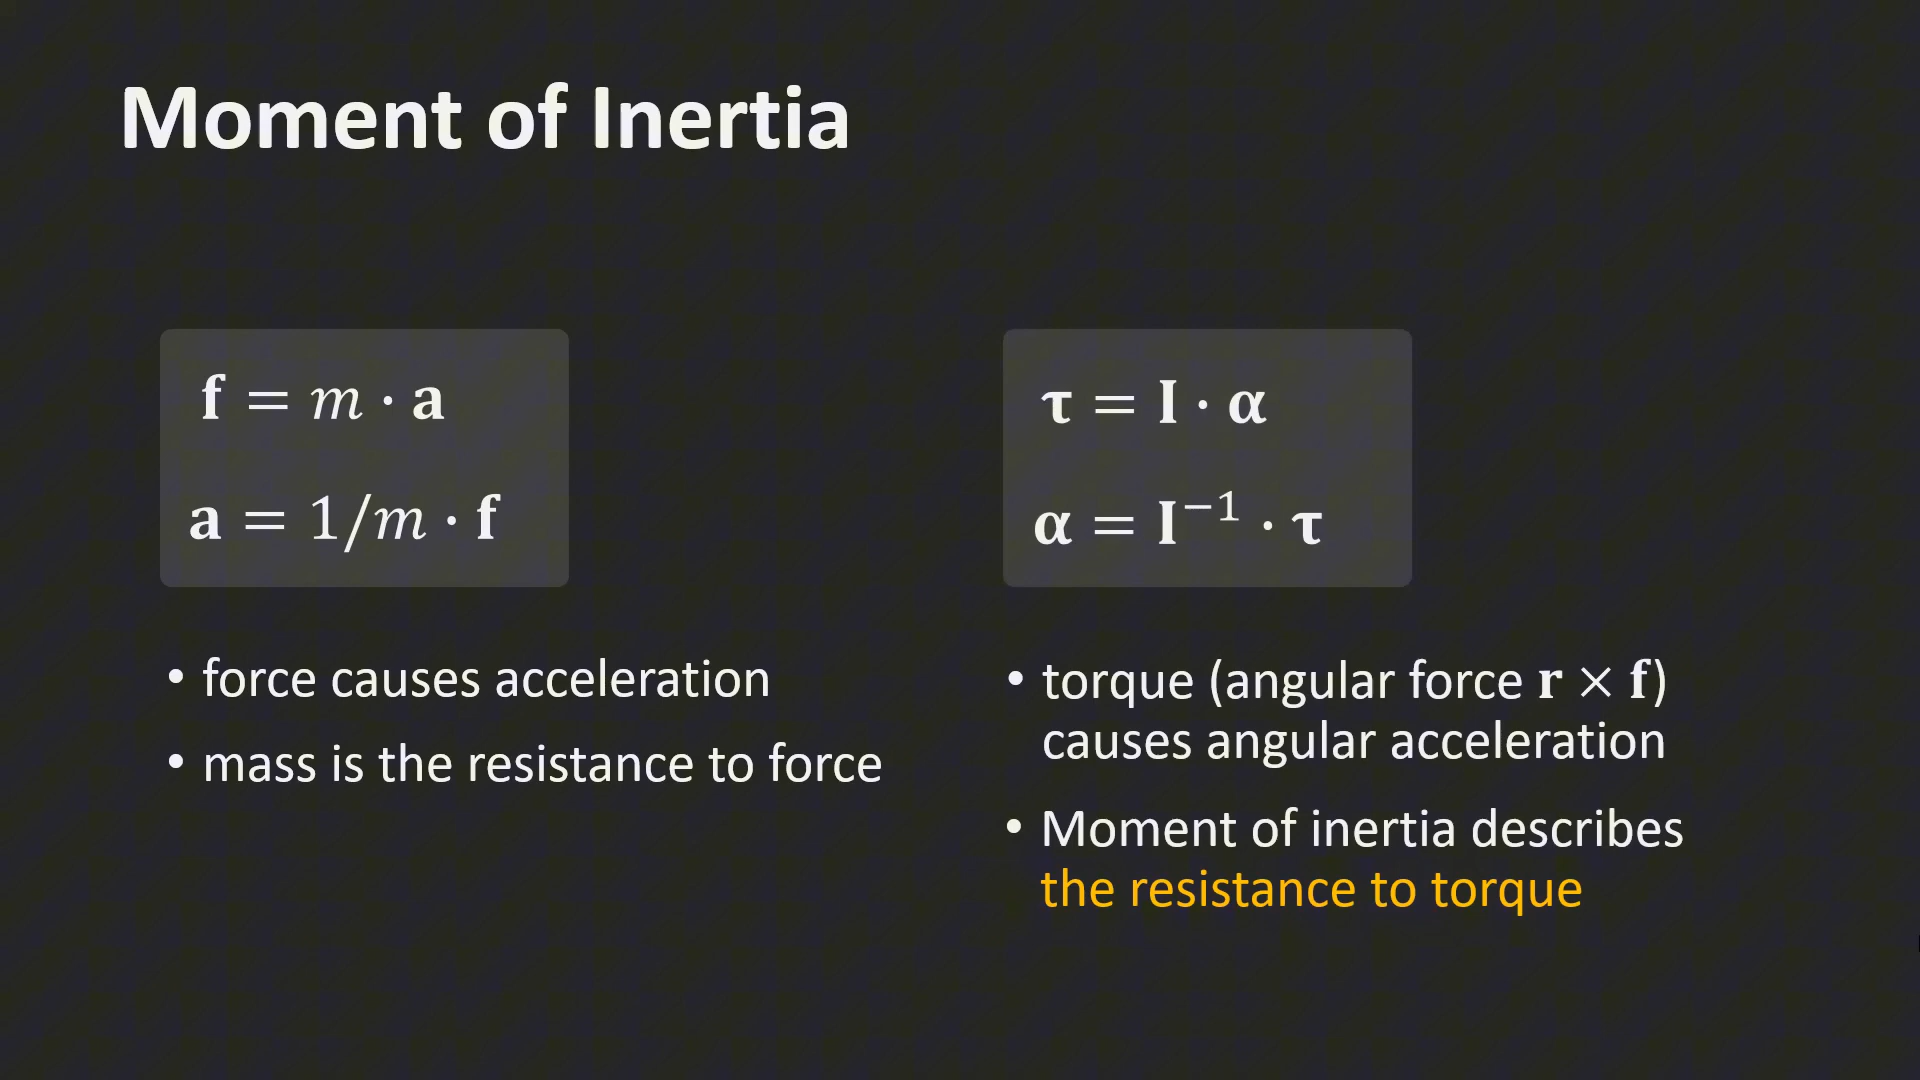 Moment of Inertia
f = m · a
a = 1/m · f
• force causes acceleration
• mass is the resistance to force
τ = I · α
α = I⁻¹ · τ
• torque (angular force r × f)
causes angular acceleration
• Moment of inertia describes
the resistance to torque